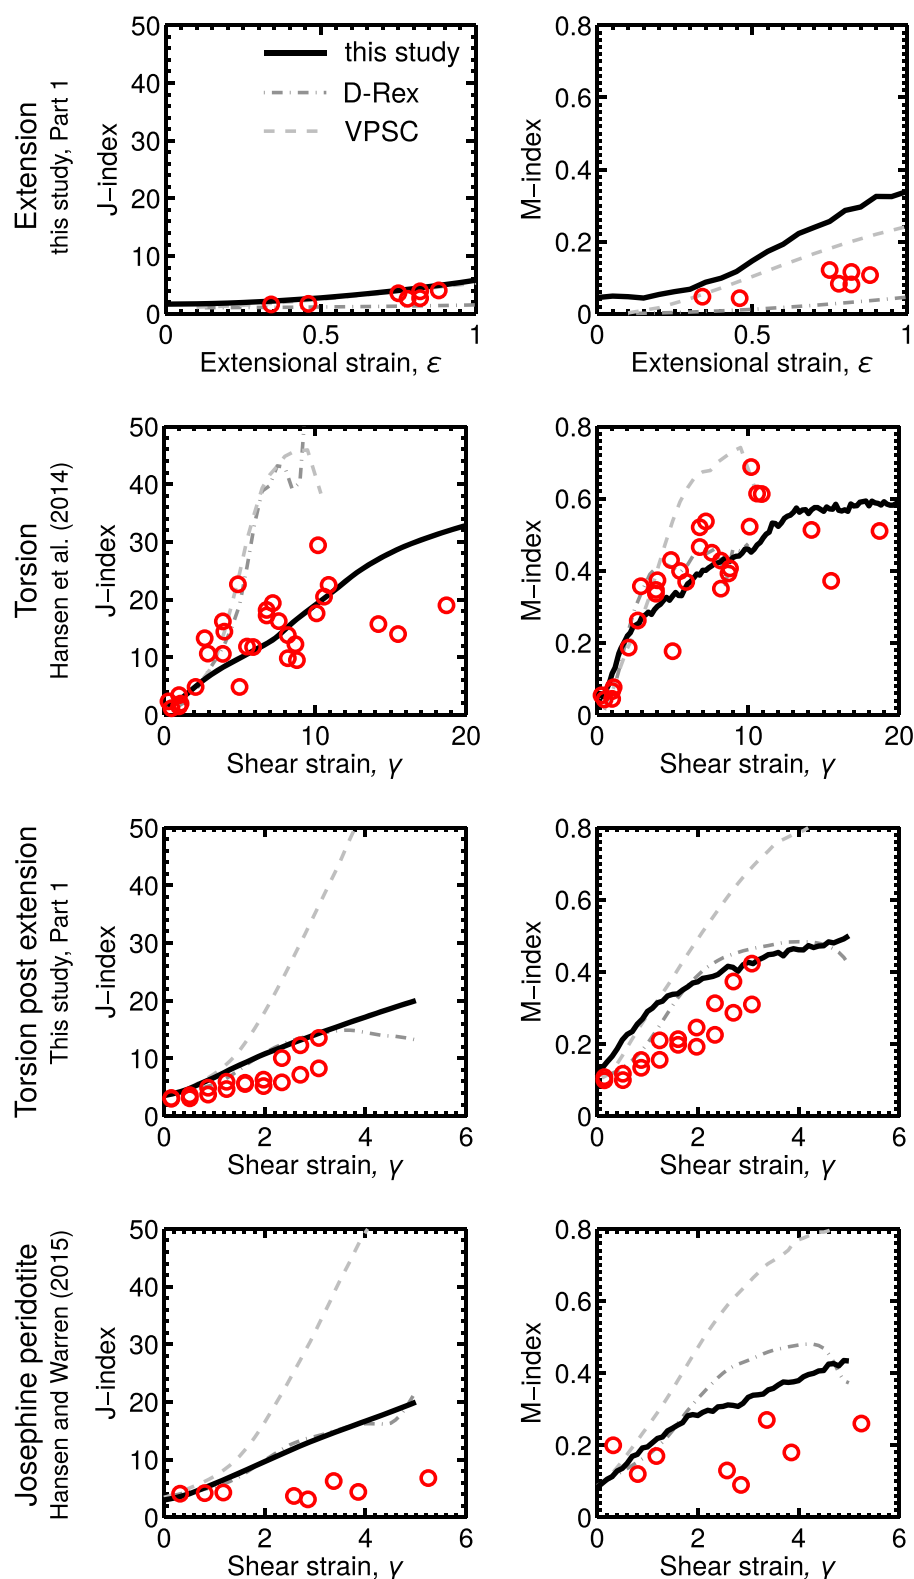 Extension
this study, Part 1
50
40
30
20
10
0
J−index
this study
D-Rex
VPSC
0
0.5
1
Extensional strain, ε
0.8
0.6
0.4
0.2
0
M−index
0
0.5
1
Extensional strain, ε
Torsion
Hansen et al. (2014)
50
40
30
20
10
0
J−index
0
10
20
Shear strain, γ
0.8
0.6
0.4
0.2
0
M−index
0
10
20
Shear strain, γ
Torsion post extension
This study, Part 1
50
40
30
20
10
0
J−index
0
2
4
6
Shear strain, γ
0.8
0.6
0.4
0.2
0
M−index
0
2
4
6
Shear strain, γ
Josephine peridotite
Hansen and Warren (2015)
50
40
30
20
10
0
J−index
0
2
4
6
Shear strain, γ
0.8
0.6
0.4
0.2
0
M−index
0
2
4
6
Shear strain, γ